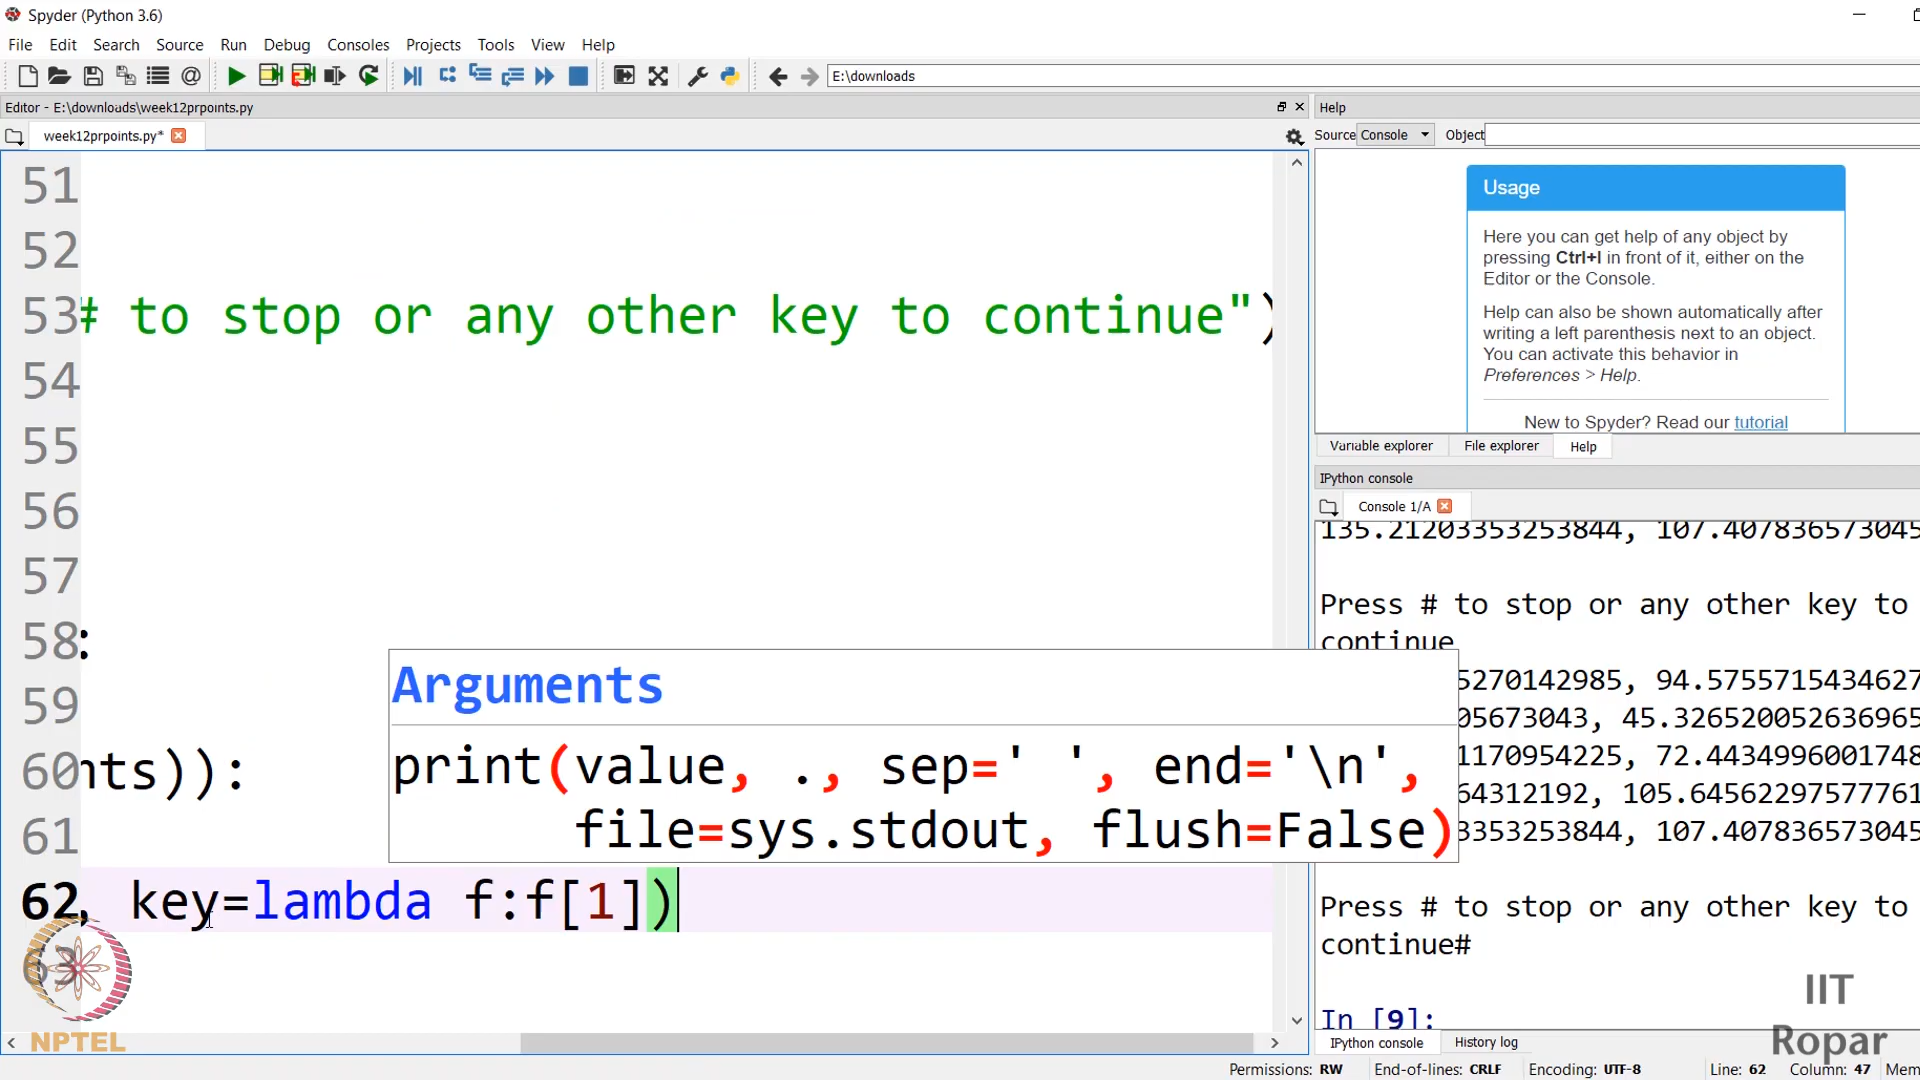 Spyder (Python 3.6)
File Edit Search Source Run Debug Consoles Projects Tools View Help
E:\downloads
Editor - E:\downloads\week12prpoints.py
Help
week12prpoints.py*
Source Console Object
51
Usage
52
Here you can get help of any object by
pressing Ctrl+I in front of it, either on the
Editor or the Console.
53 # to stop or any other key to continue")
Help can also be shown automatically after
writing a left parenthesis next to an object.
You can activate this behavior in
Preferences > Help.
54
New to Spyder? Read our tutorial
55
Variable explorer File explorer Help
IPython console
56
Console 1/A
135.21203353253844, 107.407836573045
57
Press # to stop or any other key to
continue
58 :
Arguments
5270142985, 94.5755715434627
59
05673043, 45.326520052636965
60 nts)):
print(value, ., sep=' ', end='\n',
1170954225, 72.4434996001748
64312192, 105.64562297577761
61
file=sys.stdout, flush=False)
3353253844, 107.407836573045
62 , key=lambda f:f[1])
Press # to stop or any other key to
continue#
63
IIT
In [9]:
NPTEL
Ropar
IPython console History log
Permissions: RW End-of-lines: CRLF Encoding: UTF-8 Line: 62 Column: 47 Mem